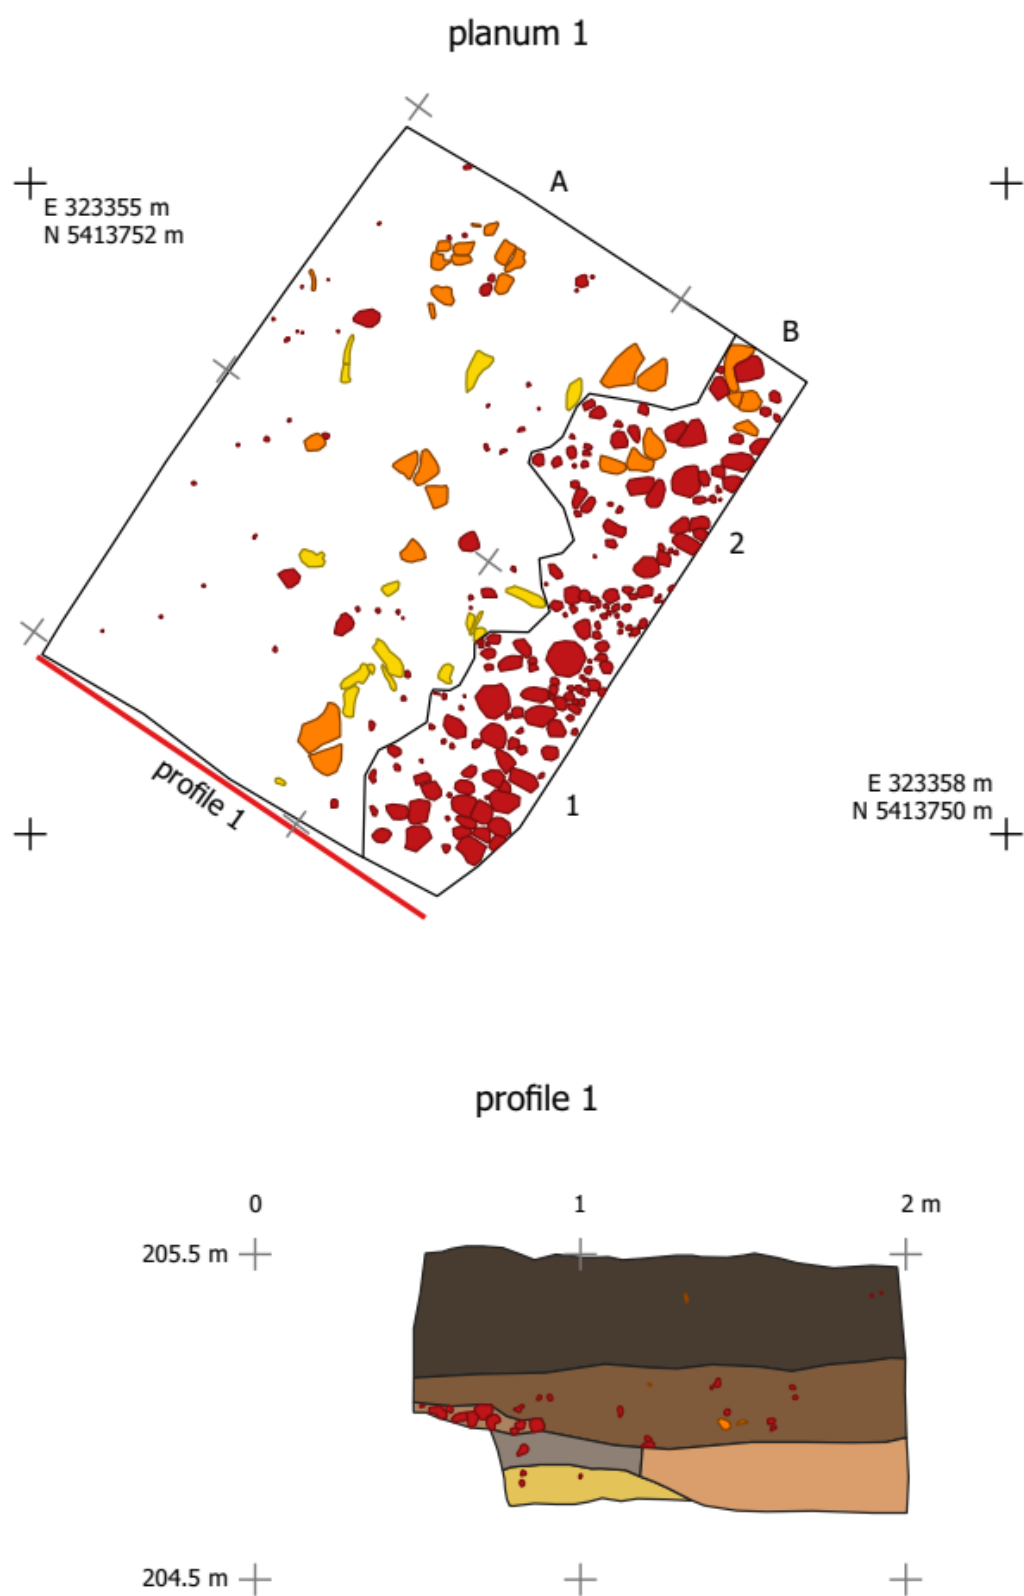 planum 1
A
E 323355 m
N 5413752 m
B
2
E 323358 m
N 5413750 m
1
profile 1
profile 1
0 1 2 m
205.5 m
204.5 m